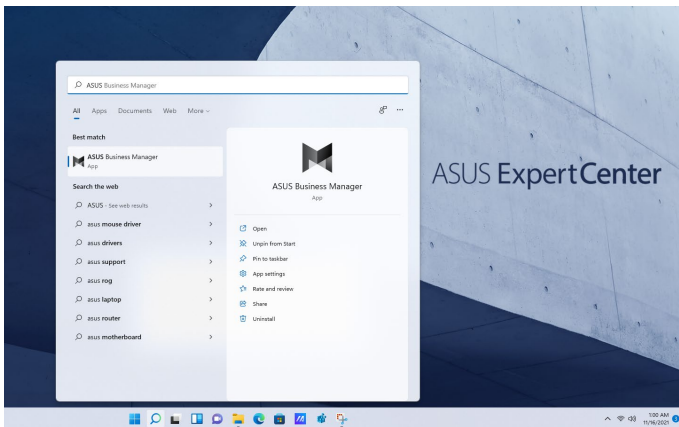 ASUS Business Manager
All Apps Documents Web More
Best match
ASUS Business Manager
App
Search the web
ASUS - See web results
asus mouse driver
asus drivers
asus support
asus rog
asus laptop
asus router
asus motherboard
ASUS Business Manager
App
Open
Unpin from Start
Pin to taskbar
App settings
Rate and review
Share
Uninstall
ASUS ExpertCenter
1:00 AM
11/16/2021